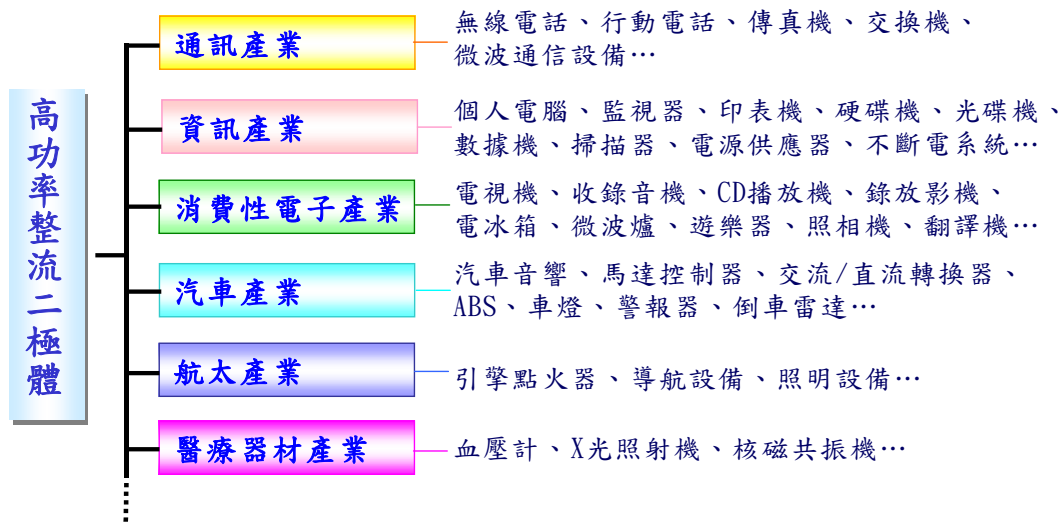 高功率整流二極體
通訊產業
無線電話、行動電話、傳真機、交換機、
微波通信設備…
資訊產業
個人電腦、監視器、印表機、硬碟機、光碟機、
數據機、掃描器、電源供應器、不斷電系統…
消費性電子產業
電視機、收錄音機、CD播放機、錄放影機、
電冰箱、微波爐、遊樂器、照相機、翻譯機…
汽車產業
汽車音響、馬達控制器、交流/直流轉換器、
ABS、車燈、警報器、倒車雷達…
航太產業
引擎點火器、導航設備、照明設備…
醫療器材產業
血壓計、X光照射機、核磁共振機…